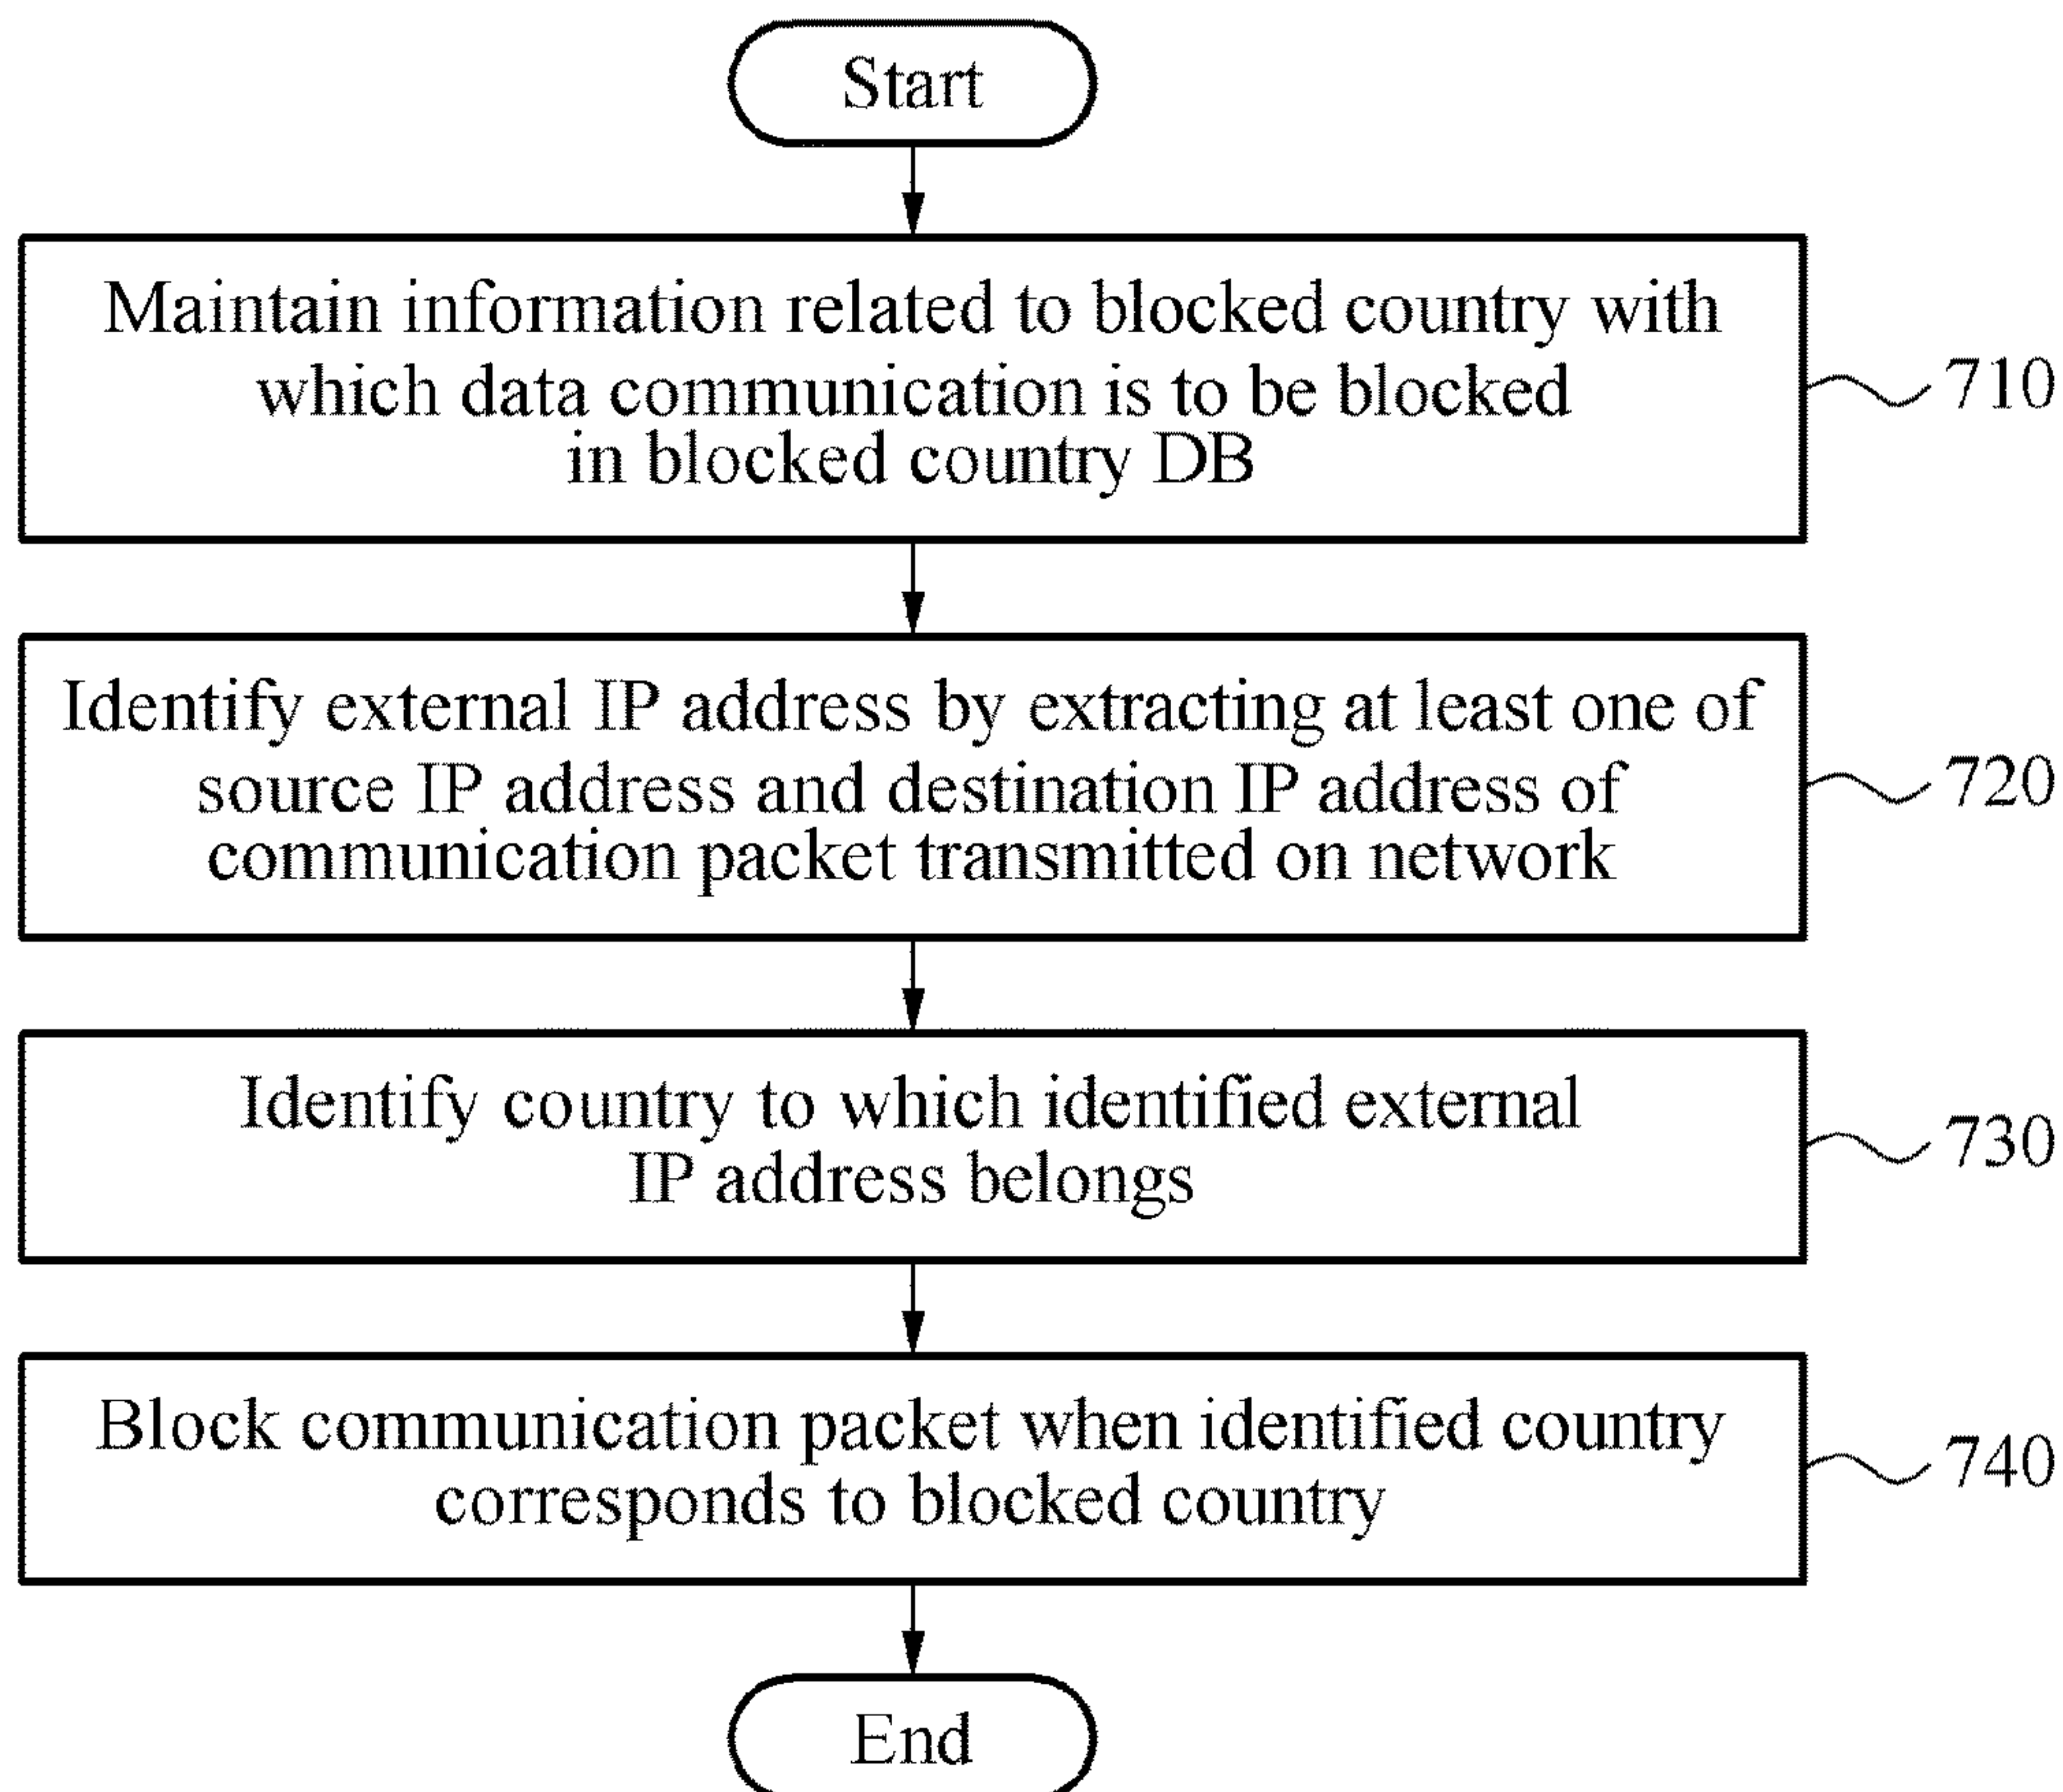 Start
Maintain information related to blocked country with
which data communication is to be blocked
in blocked country DB
710
Identify external IP address by extracting at least one of
source IP address and destination IP address of
communication packet transmitted on network
720
Identify country to which identified external
IP address belongs
730
Block communication packet when identified country
corresponds to blocked country
740
End